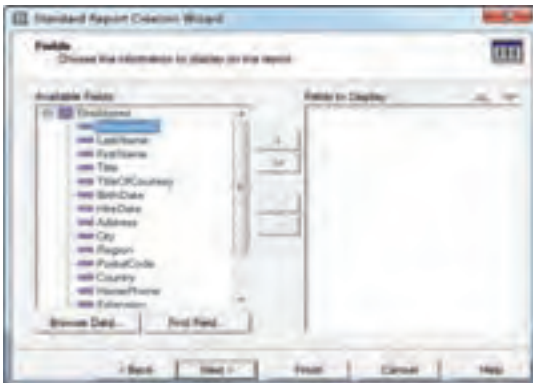 Standard Report Creation Wizard
Fields
Choose the information to display on the report.
Available Fields:
Fields to Display:
Employees
LastName
FirstName
Title
TitleOfCourtesy
BirthDate
HireDate
Address
City
Region
PostalCode
Country
HomePhone
Extension
>
>>
Browse Data...
Find Field...
< Back
Next >
Finish
Cancel
Help